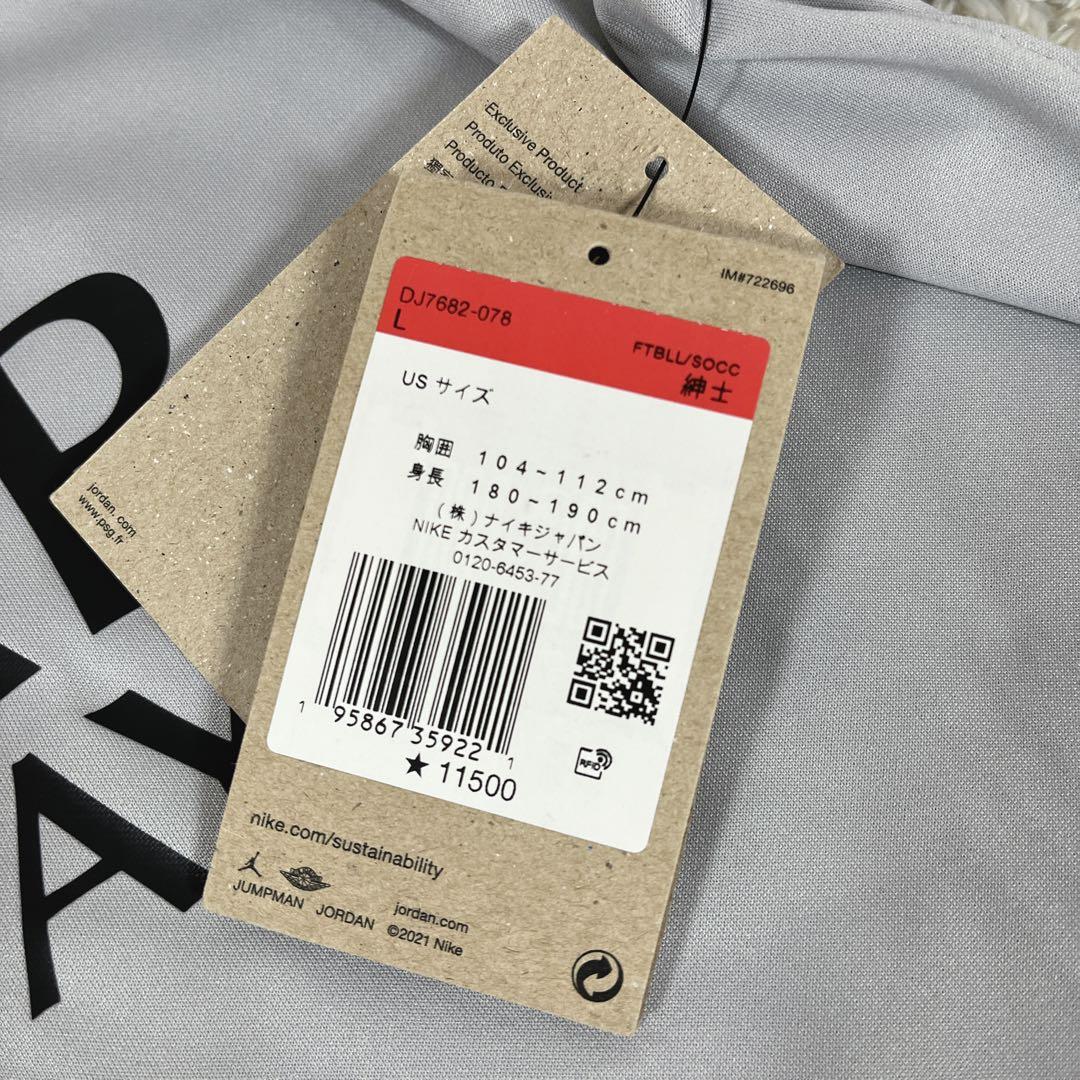 Exclusive Product
Produto Exclusi
Producto
IM#722696
DJ7682-078
L
FTBLL/SOCC
紳士
US サイズ
胸囲 104-112cm
身長 180-190cm
(株)ナイキジャパン
NIKE カスタマーサービス
0120-6453-77
1 95867 35922 1
★11500
RFID
nike.com/sustainability
JUMPMAN JORDAN
jordan.com
©2021 Nike
jordan.com
www.psg.fr
P
A